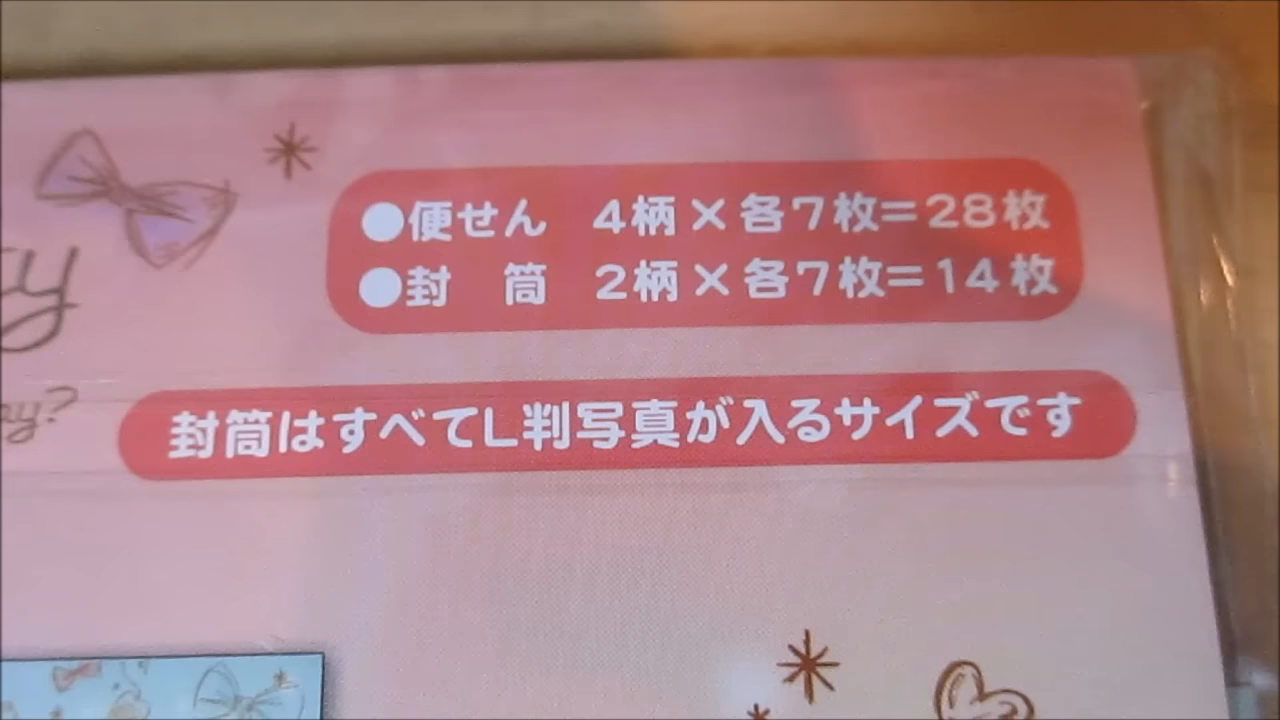 ●便せん 4柄×各7枚=28枚
●封 筒 2柄×各7枚=14枚
封筒はすべてL判写真が入るサイズです